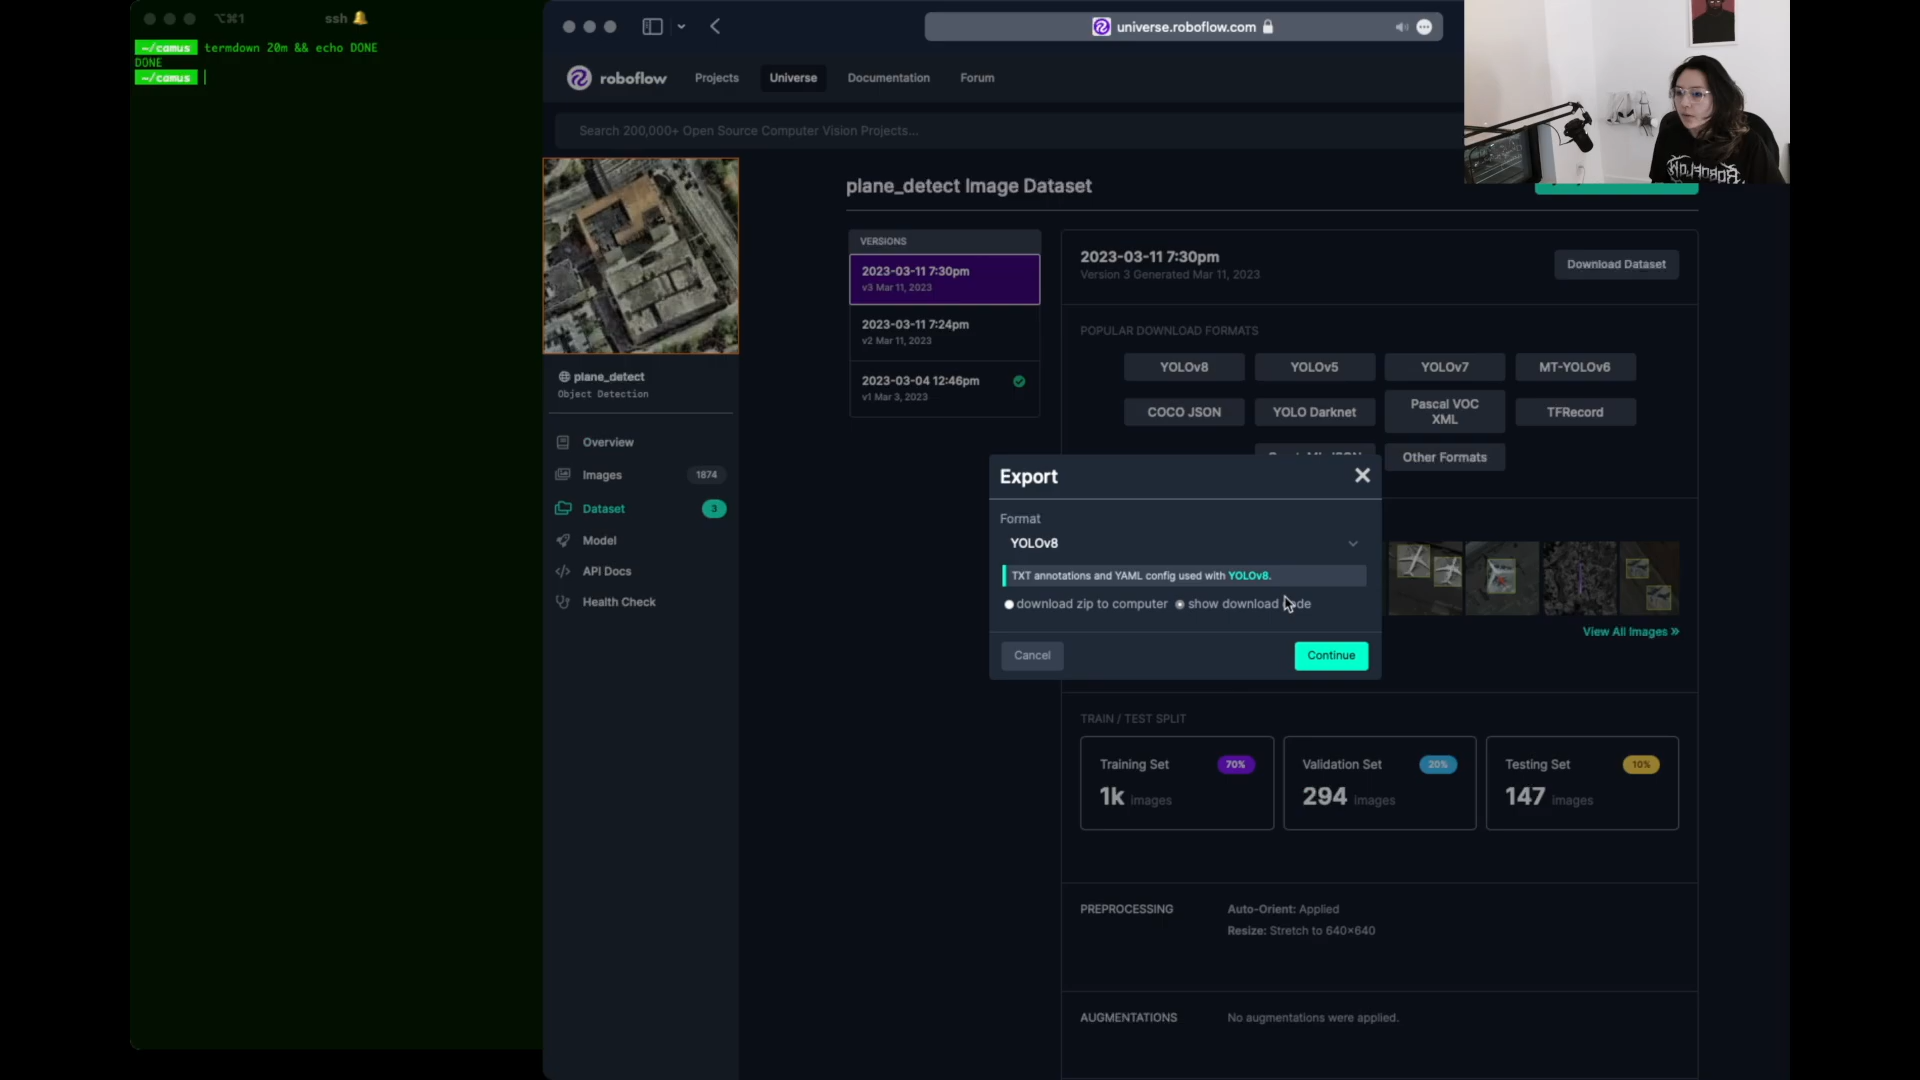 ⌥⌘1
ssh
~/camus termdown 20m && echo DONE
DONE
~/camus
universe.roboflow.com
roboflow
Projects
Universe
Documentation
Forum
Search 200,000+ Open Source Computer Vision Projects...
plane_detect
Object Detection
Overview
Images 1874
Dataset 3
Model
API Docs
Health Check
plane_detect Image Dataset
VERSIONS
2023-03-11 7:30pm
v3 Mar 11, 2023
2023-03-11 7:24pm
v2 Mar 11, 2023
2023-03-04 12:46pm
v1 Mar 3, 2023
2023-03-11 7:30pm
Version 3 Generated Mar 11, 2023
Download Dataset
POPULAR DOWNLOAD FORMATS
YOLOv8
YOLOv5
YOLOv7
MT-YOLOv6
COCO JSON
YOLO Darknet
Pascal VOC
XML
TFRecord
Other Formats
Export
Format
YOLOv8
TXT annotations and YAML config used with YOLOv8.
download zip to computer
show download
Cancel
Continue
View All Images »
TRAIN / TEST SPLIT
Training Set 70%
1k images
Validation Set 20%
294 images
Testing Set 10%
147 images
PREPROCESSING
Auto-Orient: Applied
Resize: Stretch to 640×640
AUGMENTATIONS
No augmentations were applied.